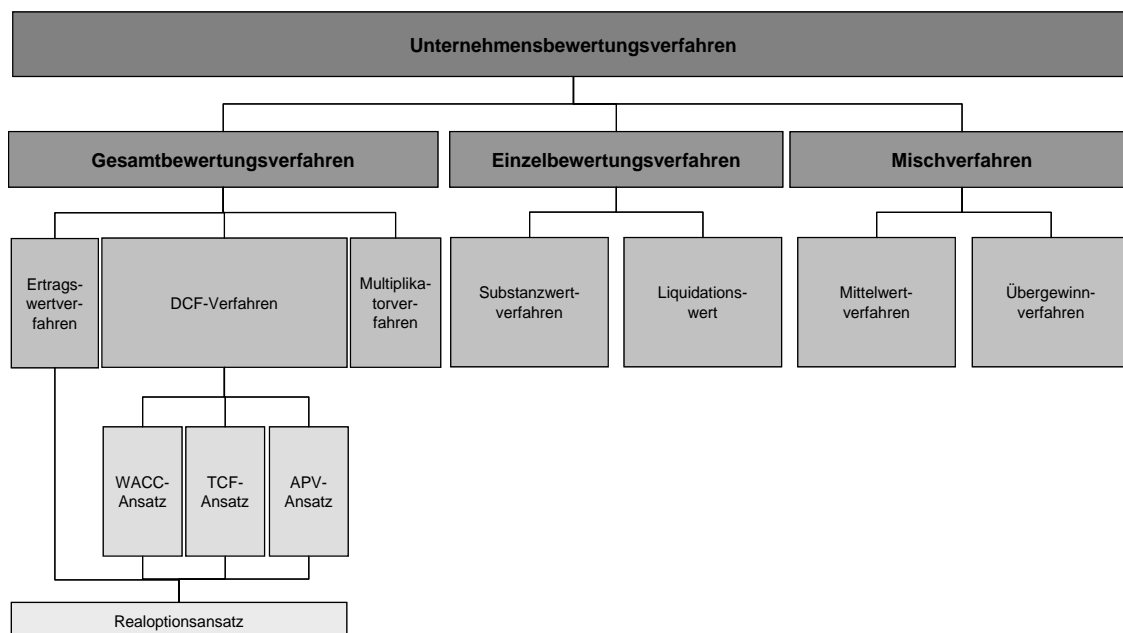 Unternehmensbewertungsverfahren
Gesamtbewertungsverfahren
Einzelbewertungsverfahren
Mischverfahren
Ertrags-
wertver-
fahren
DCF-Verfahren
Multiplika-
torver-
fahren
Substanzwert-
verfahren
Liquidations-
wert
Mittelwert-
verfahren
Übergewinn-
verfahren
WACC-
Ansatz
TCF-
Ansatz
APV-
Ansatz
Realoptionsansatz